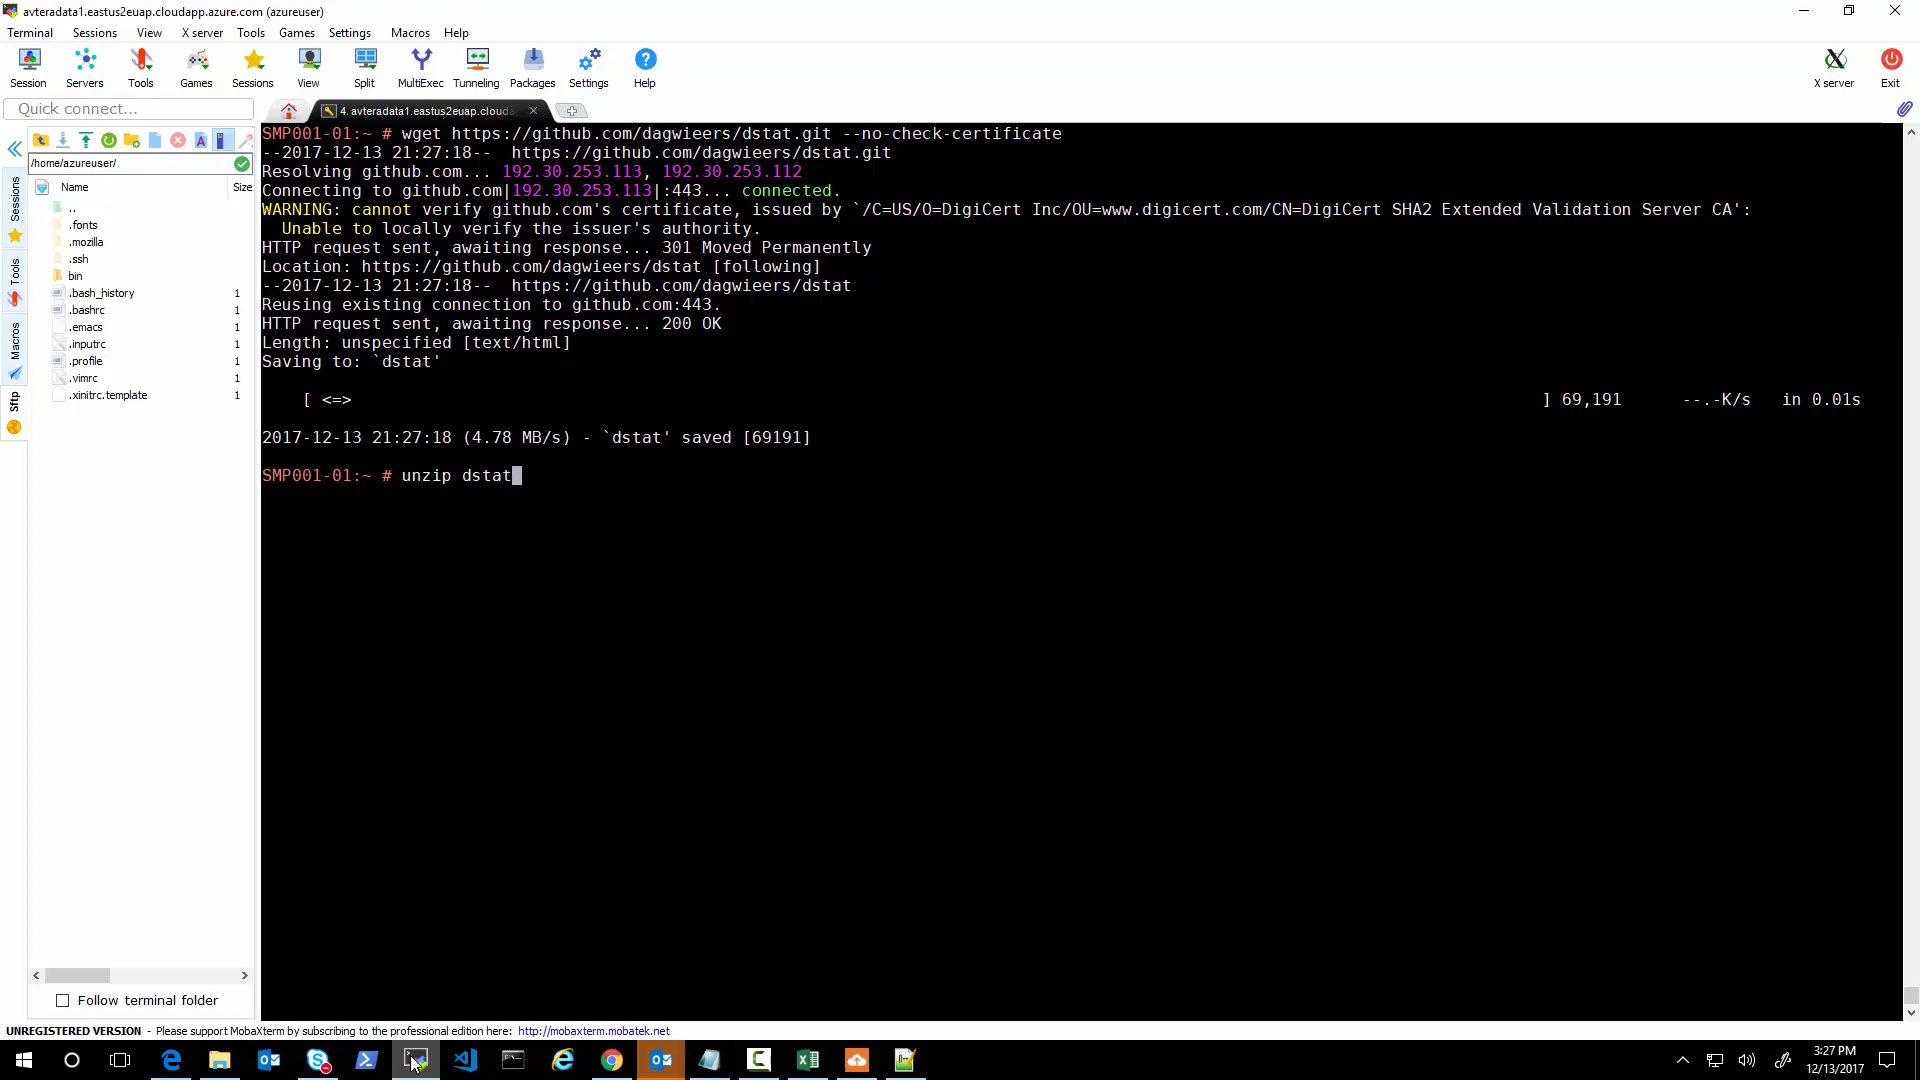 avteradata1.eastus2euap.cloudapp.azure.com (azureuser)
Terminal Sessions View X server Tools Games Settings Macros Help
Session Servers Tools Games Sessions View Split MultiExec Tunneling Packages Settings Help X server Exit
Quick connect...
4. avteradata1.eastus2euap.clouda
/home/azureuser/
Name Size
..
.fonts
.mozilla
.ssh
bin
.bash_history 1
.bashrc 1
.emacs 1
.inputrc 1
.profile 1
.vimrc 1
.xinitrc.template 1
Sessions
Tools
Macros
Sftp
Follow terminal folder
SMP001-01:~ # wget https://github.com/dagwieers/dstat.git --no-check-certificate
--2017-12-13 21:27:18--  https://github.com/dagwieers/dstat.git
Resolving github.com... 192.30.253.113, 192.30.253.112
Connecting to github.com|192.30.253.113|:443... connected.
WARNING: cannot verify github.com's certificate, issued by `/C=US/O=DigiCert Inc/OU=www.digicert.com/CN=DigiCert SHA2 Extended Validation Server CA':
  Unable to locally verify the issuer's authority.
HTTP request sent, awaiting response... 301 Moved Permanently
Location: https://github.com/dagwieers/dstat [following]
--2017-12-13 21:27:18--  https://github.com/dagwieers/dstat
Reusing existing connection to github.com:443.
HTTP request sent, awaiting response... 200 OK
Length: unspecified [text/html]
Saving to: `dstat'
[ <=> ] 69,191 --.-K/s in 0.01s
2017-12-13 21:27:18 (4.78 MB/s) - `dstat' saved [69191]
SMP001-01:~ # unzip dstat
UNREGISTERED VERSION - Please support MobaXterm by subscribing to the professional edition here: http://mobaxterm.mobatek.net
3:27 PM
12/13/2017